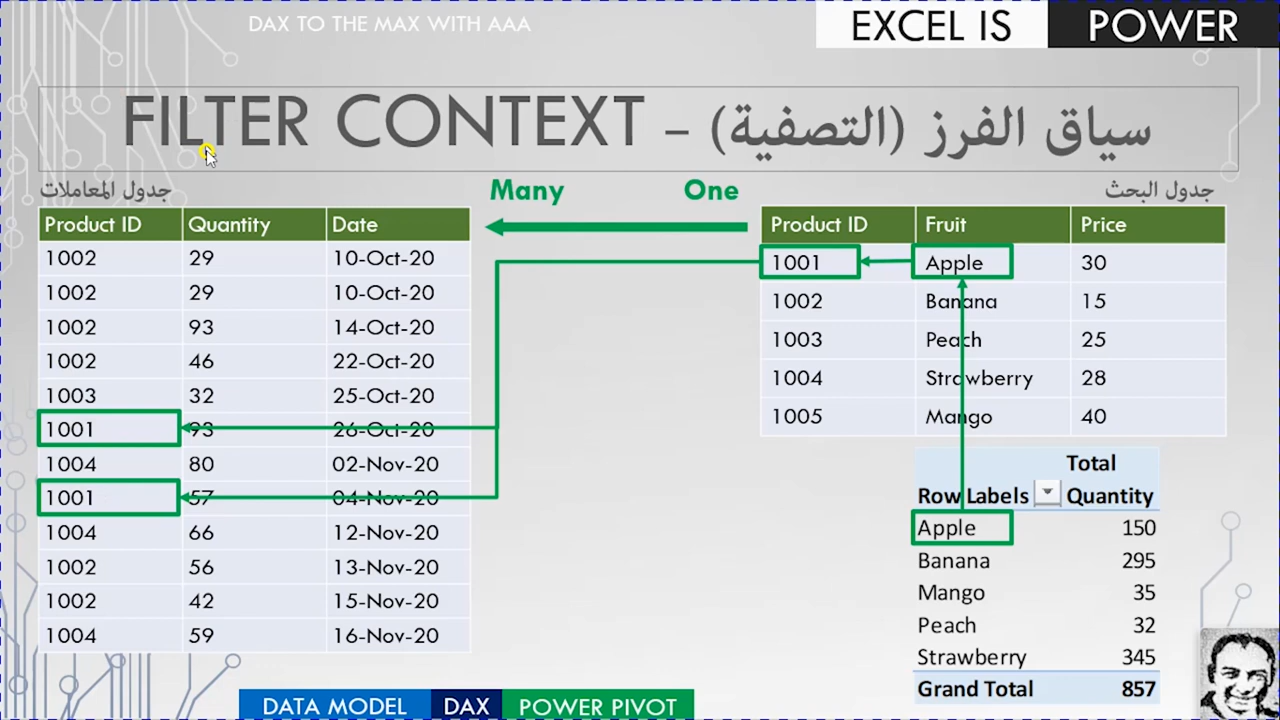 DAX TO THE MAX WITH AAA
EXCEL IS POWER
FILTER CONTEXT – سياق الفرز (التصفية)
جدول المعاملات
Many One
جدول البحث
Product ID Quantity Date
1002 29 10-Oct-20
1002 29 10-Oct-20
1002 93 14-Oct-20
1002 46 22-Oct-20
1003 32 25-Oct-20
1001 93 26-Oct-20
1004 80 02-Nov-20
1001 57 04-Nov-20
1004 66 12-Nov-20
1002 56 13-Nov-20
1002 42 15-Nov-20
1004 59 16-Nov-20
Product ID Fruit Price
1001 Apple 30
1002 Banana 15
1003 Peach 25
1004 Strawberry 28
1005 Mango 40
Total
Row Labels Quantity
Apple 150
Banana 295
Mango 35
Peach 32
Strawberry 345
Grand Total 857
DATA MODEL DAX POWER PIVOT